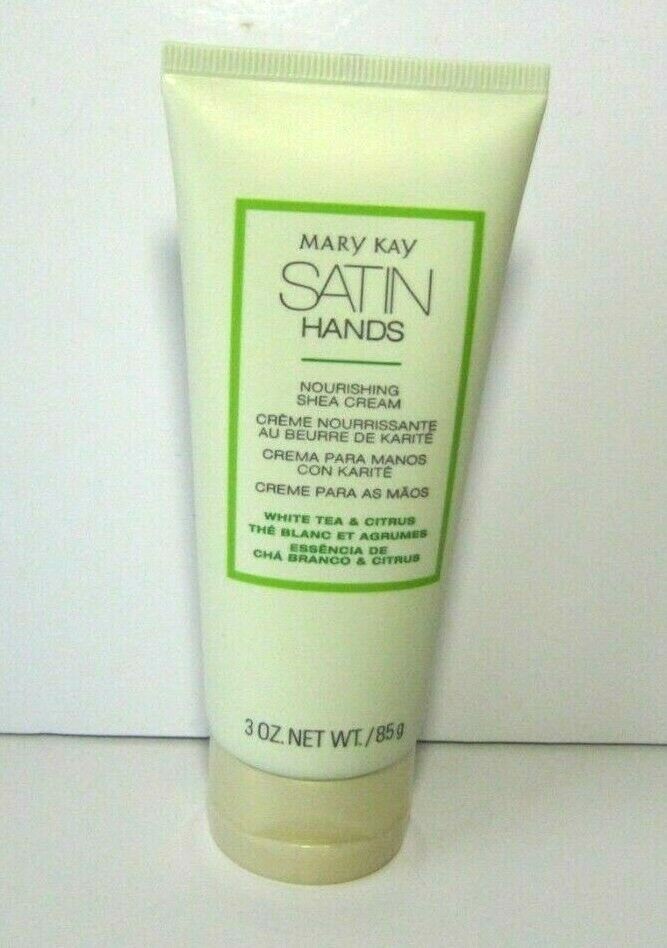 MARY KAY
SATIN
HANDS
NOURISHING
SHEA CREAM
CRÈME NOURRISSANTE
AU BEURRE DE KARITÉ
CREMA PARA MANOS
CON KARITÉ
CREME PARA AS MÃOS
WHITE TEA & CITRUS
THÉ BLANC ET AGRUMES
ESSÊNCIA DE
CHÁ BRANCO & CITRUS
3 OZ. NET WT./85g